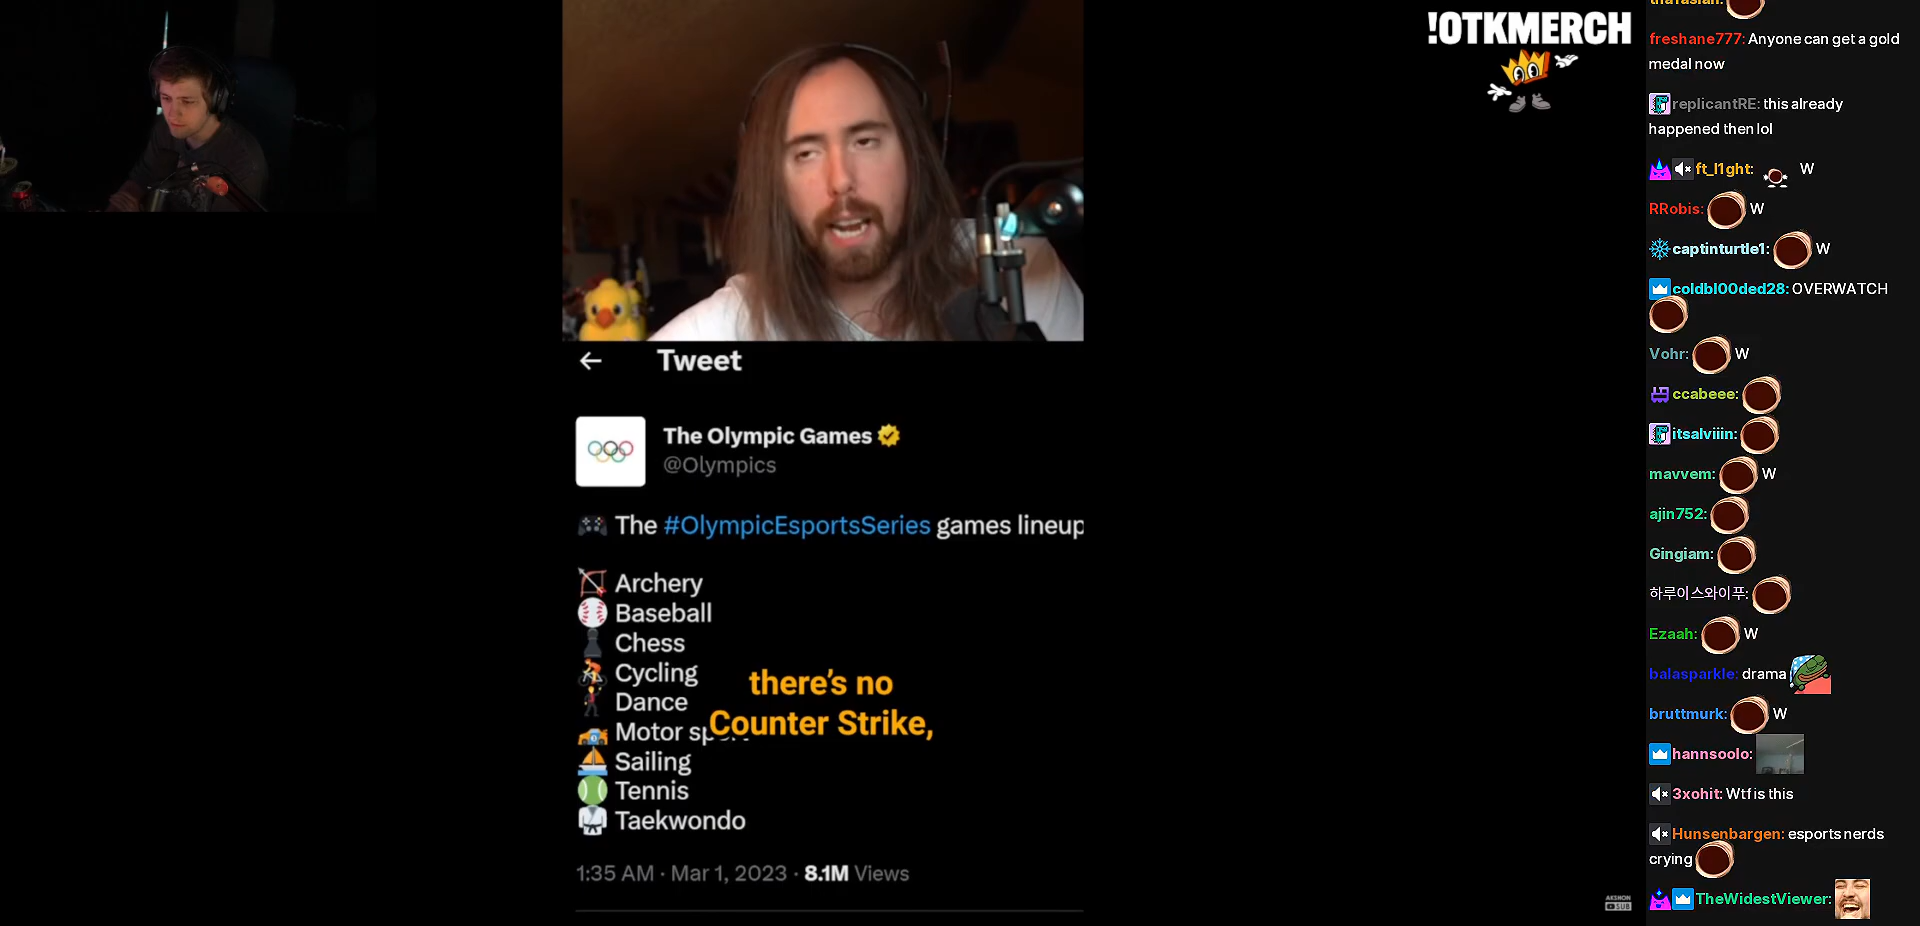 !OTKMERCH
Tweet
The Olympic Games
@Olympics
The #OlympicEsportsSeries games lineup
Archery
Baseball
Chess
Cycling
Dance
Motor sp
Sailing
Tennis
Taekwondo
there's no
Counter Strike,
1:35 AM · Mar 1, 2023 · 8.1M Views
AKSHON
SUB
freshane777: Anyone can get a gold
medal now
replicantRE: this already
happened then lol
ft_l1ght: W
RRobis: W
captinturtle1: W
coldbl00ded28: OVERWATCH
Vohr: W
ccabeee:
itsalviiin:
mavvem: W
ajin752:
Gingiam:
하루이스와이푸:
Ezaah: W
balasparkle: drama
bruttmurk: W
hannsoolo:
3xohit: Wtf is this
Hunsenbargen: esports nerds
crying
TheWidestViewer: